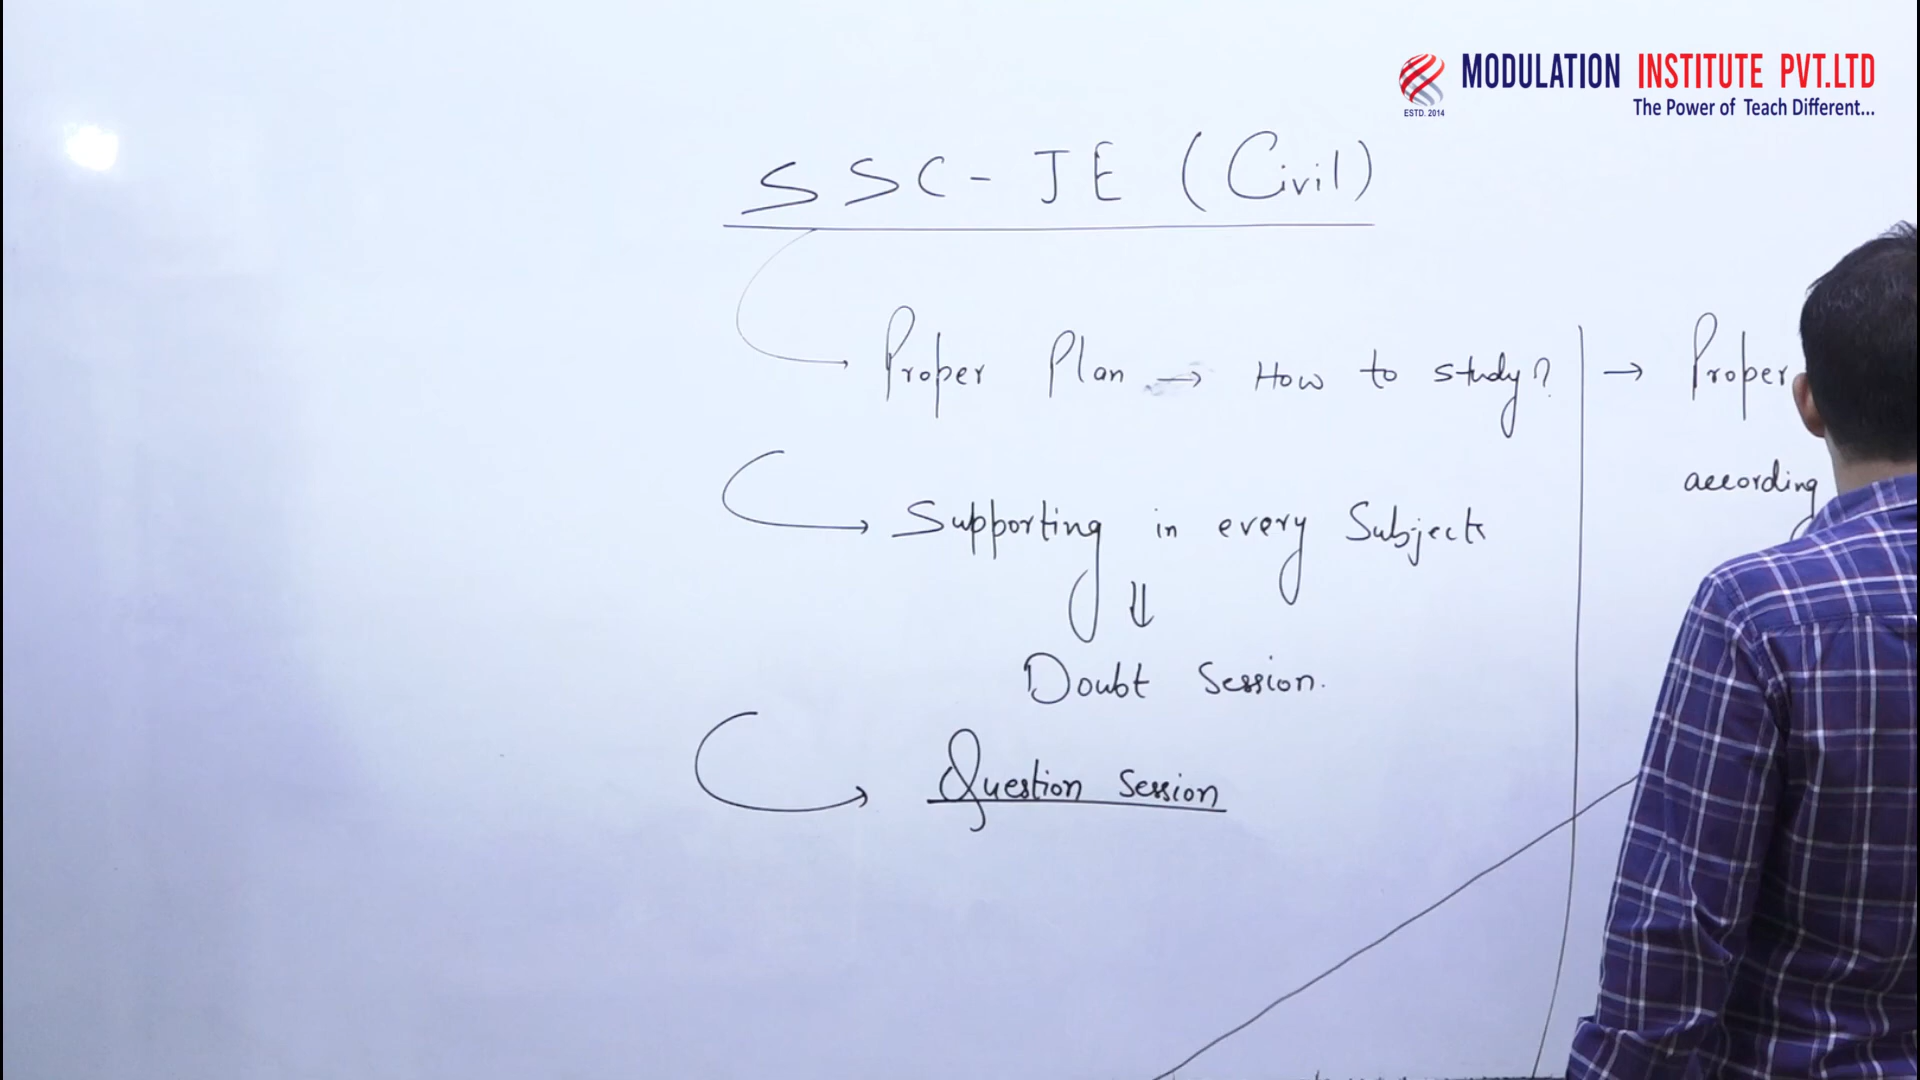 MODULATION INSTITUTE PVT.LTD
The Power of Teach Different...
ESTD. 2014
SSC-JE (Civil)
Proper Plan → How to study?
→ Proper
according
→ Supporting in every Subjects
⇓
Doubt Session.
→ Question Session